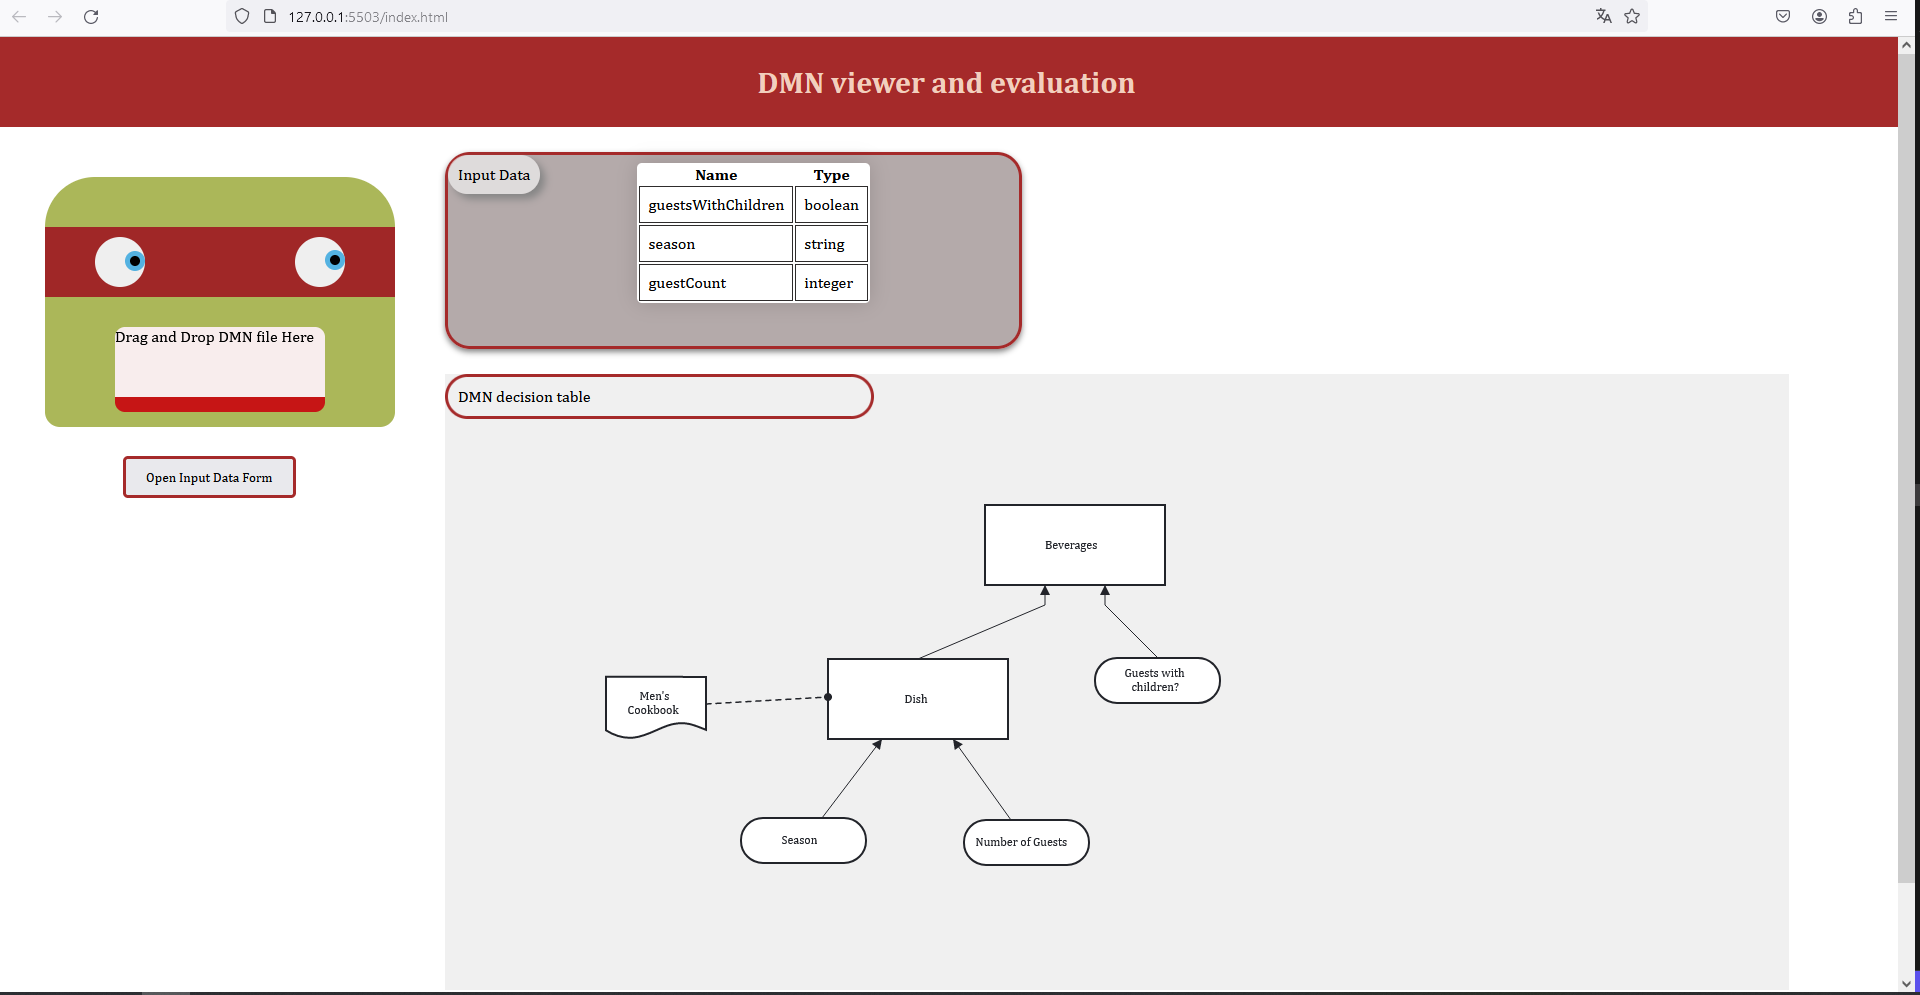 127.0.0.1:5503/index.html
DMN viewer and evaluation
Input Data
Name Type
guestsWithChildren boolean
season string
guestCount integer
Drag and Drop DMN file Here
Open Input Data Form
DMN decision table
Beverages
Guests with
children?
Men's
Cookbook
Dish
Season
Number of Guests